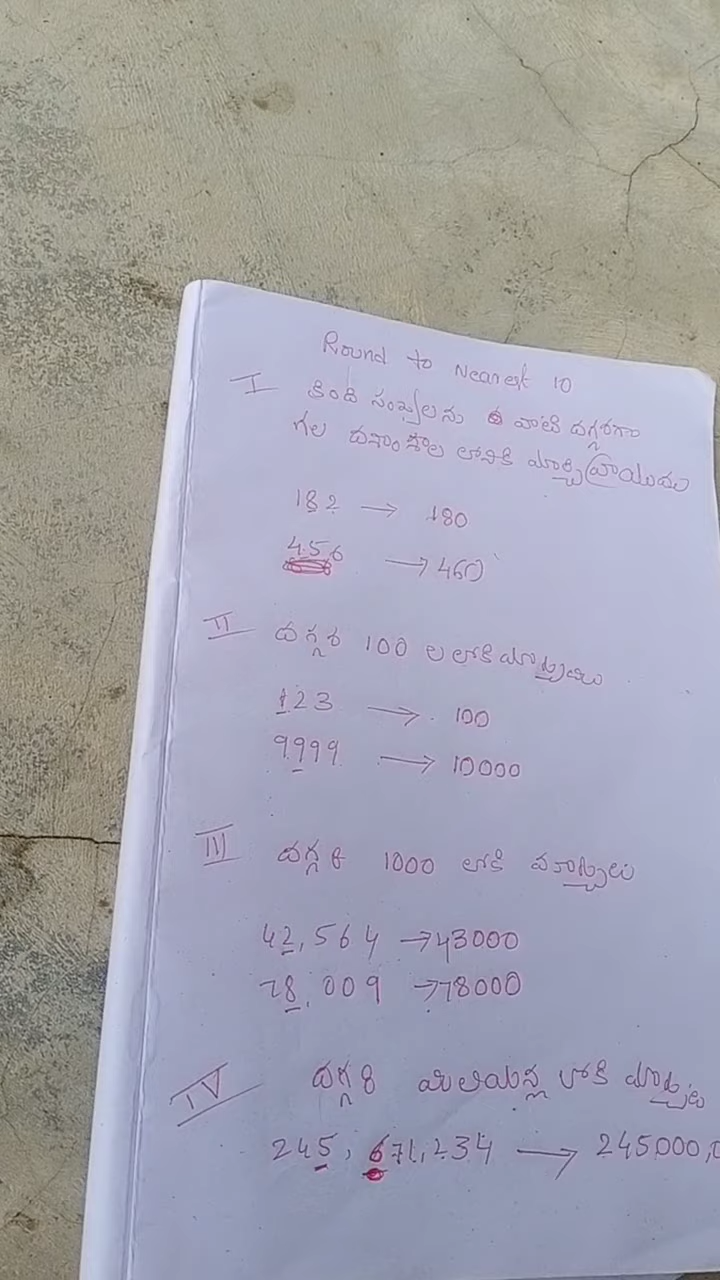 Round to Nearest 10
I కింది సంఖ్యలను వాటి దగ్గరగా
గల దశాంశాల లోనికి మార్చి వ్రాయుము
182 → 180
456 → 460
II దగ్గర 100 ల లోకి మార్చుట
123 → 100
9999 → 10000
III దగ్గర 1000 లోకి మార్చుట
42,564 → 43000
78,009 → 78000
IV దగ్గరి మిలియన్ల లోకి మార్చుట
245,671,234 → 245000,0